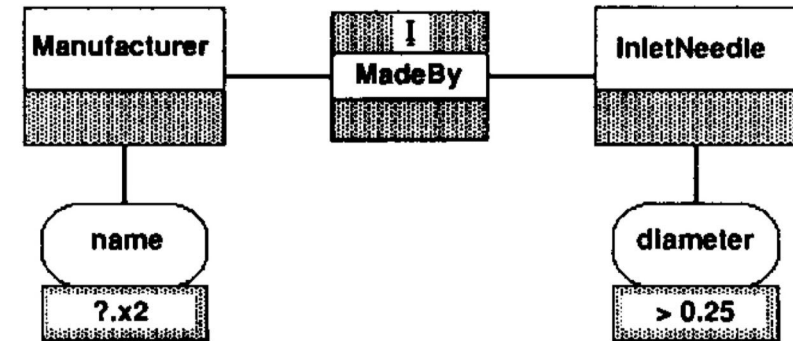 Manufacturer
I
MadeBy
InletNeedle
name
diameter
?.x2
> 0.25